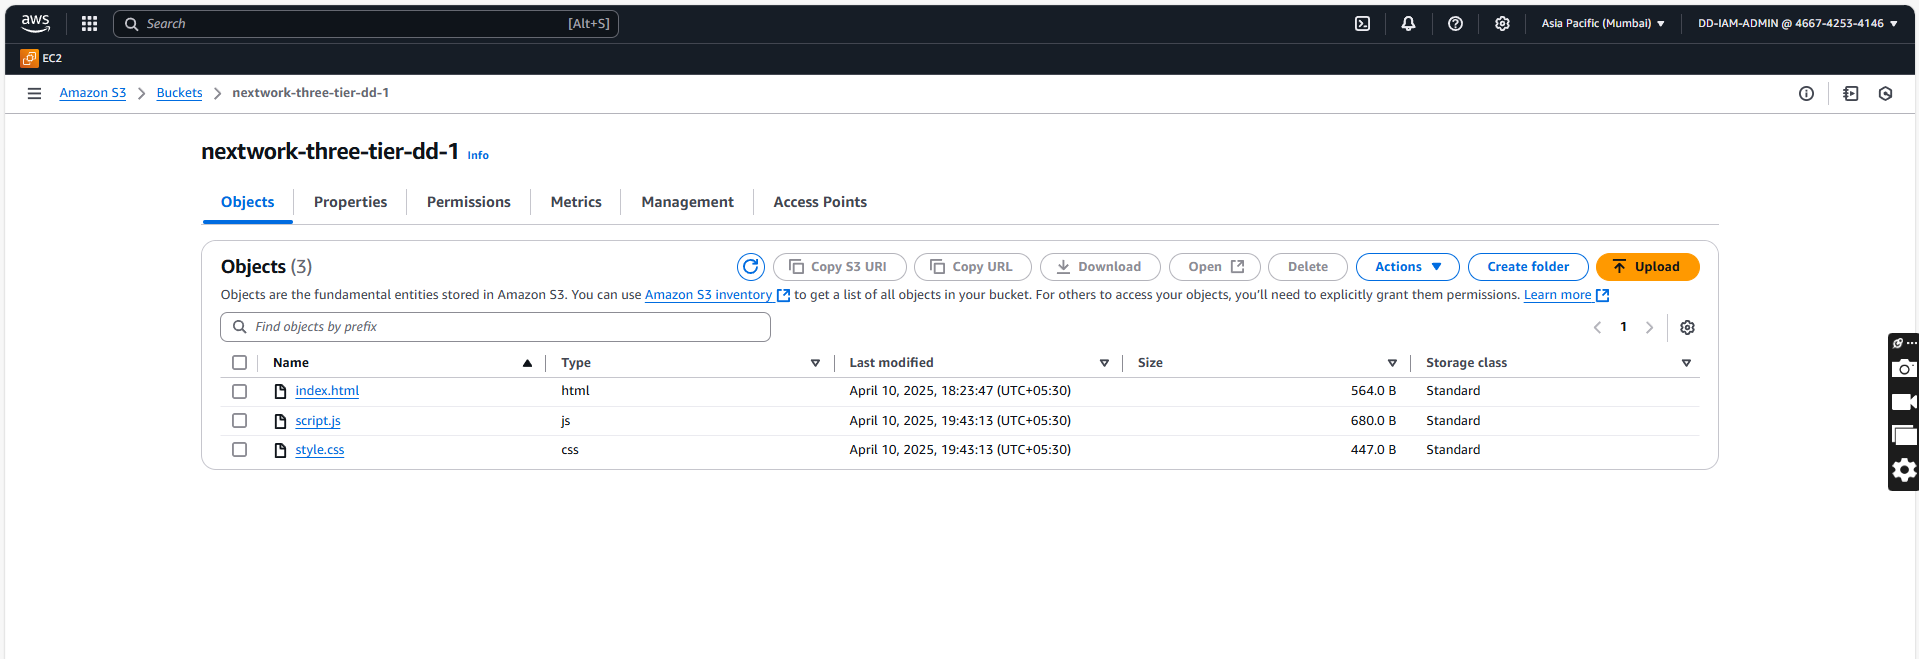 aws Search [Alt+S] Asia Pacific (Mumbai) DD-IAM-ADMIN @ 4667-4253-4146
EC2
Amazon S3 Buckets nextwork-three-tier-dd-1
nextwork-three-tier-dd-1 Info
Objects Properties Permissions Metrics Management Access Points
Objects (3) Copy S3 URI Copy URL Download Open Delete Actions Create folder Upload
Objects are the fundamental entities stored in Amazon S3. You can use Amazon S3 inventory to get a list of all objects in your bucket. For others to access your objects, you’ll need to explicitly grant them permissions. Learn more
Find objects by prefix 1
Name Type Last modified Size Storage class
index.html html April 10, 2025, 18:23:47 (UTC+05:30) 564.0 B Standard
script.js js April 10, 2025, 19:43:13 (UTC+05:30) 680.0 B Standard
style.css css April 10, 2025, 19:43:13 (UTC+05:30) 447.0 B Standard